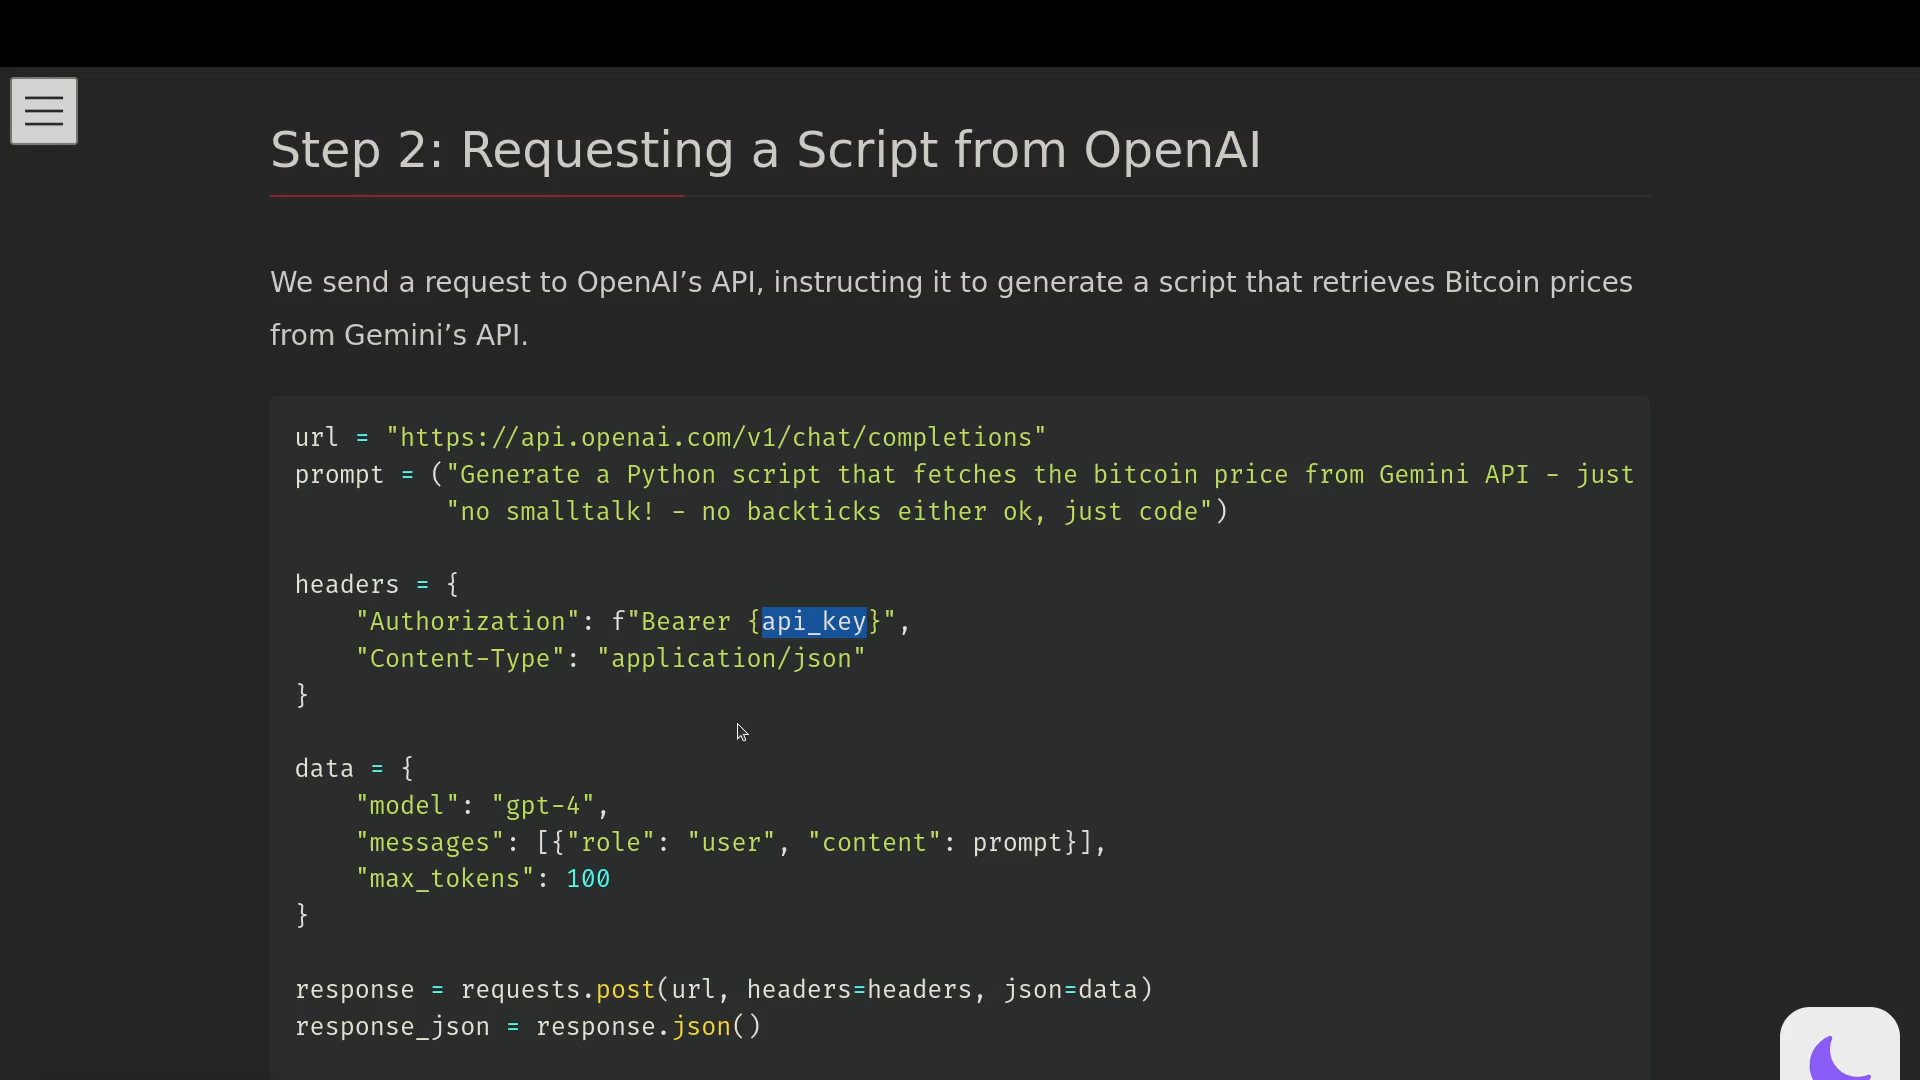 Step 2: Requesting a Script from OpenAI
We send a request to OpenAI’s API, instructing it to generate a script that retrieves Bitcoin prices
from Gemini’s API.
url = "https://api.openai.com/v1/chat/completions"
prompt = ("Generate a Python script that fetches the bitcoin price from Gemini API - just
"no smalltalk! - no backticks either ok, just code")
headers = {
"Authorization": f"Bearer {api_key}",
"Content-Type": "application/json"
}
data = {
"model": "gpt-4",
"messages": [{"role": "user", "content": prompt}],
"max_tokens": 100
}
response = requests.post(url, headers=headers, json=data)
response_json = response.json()